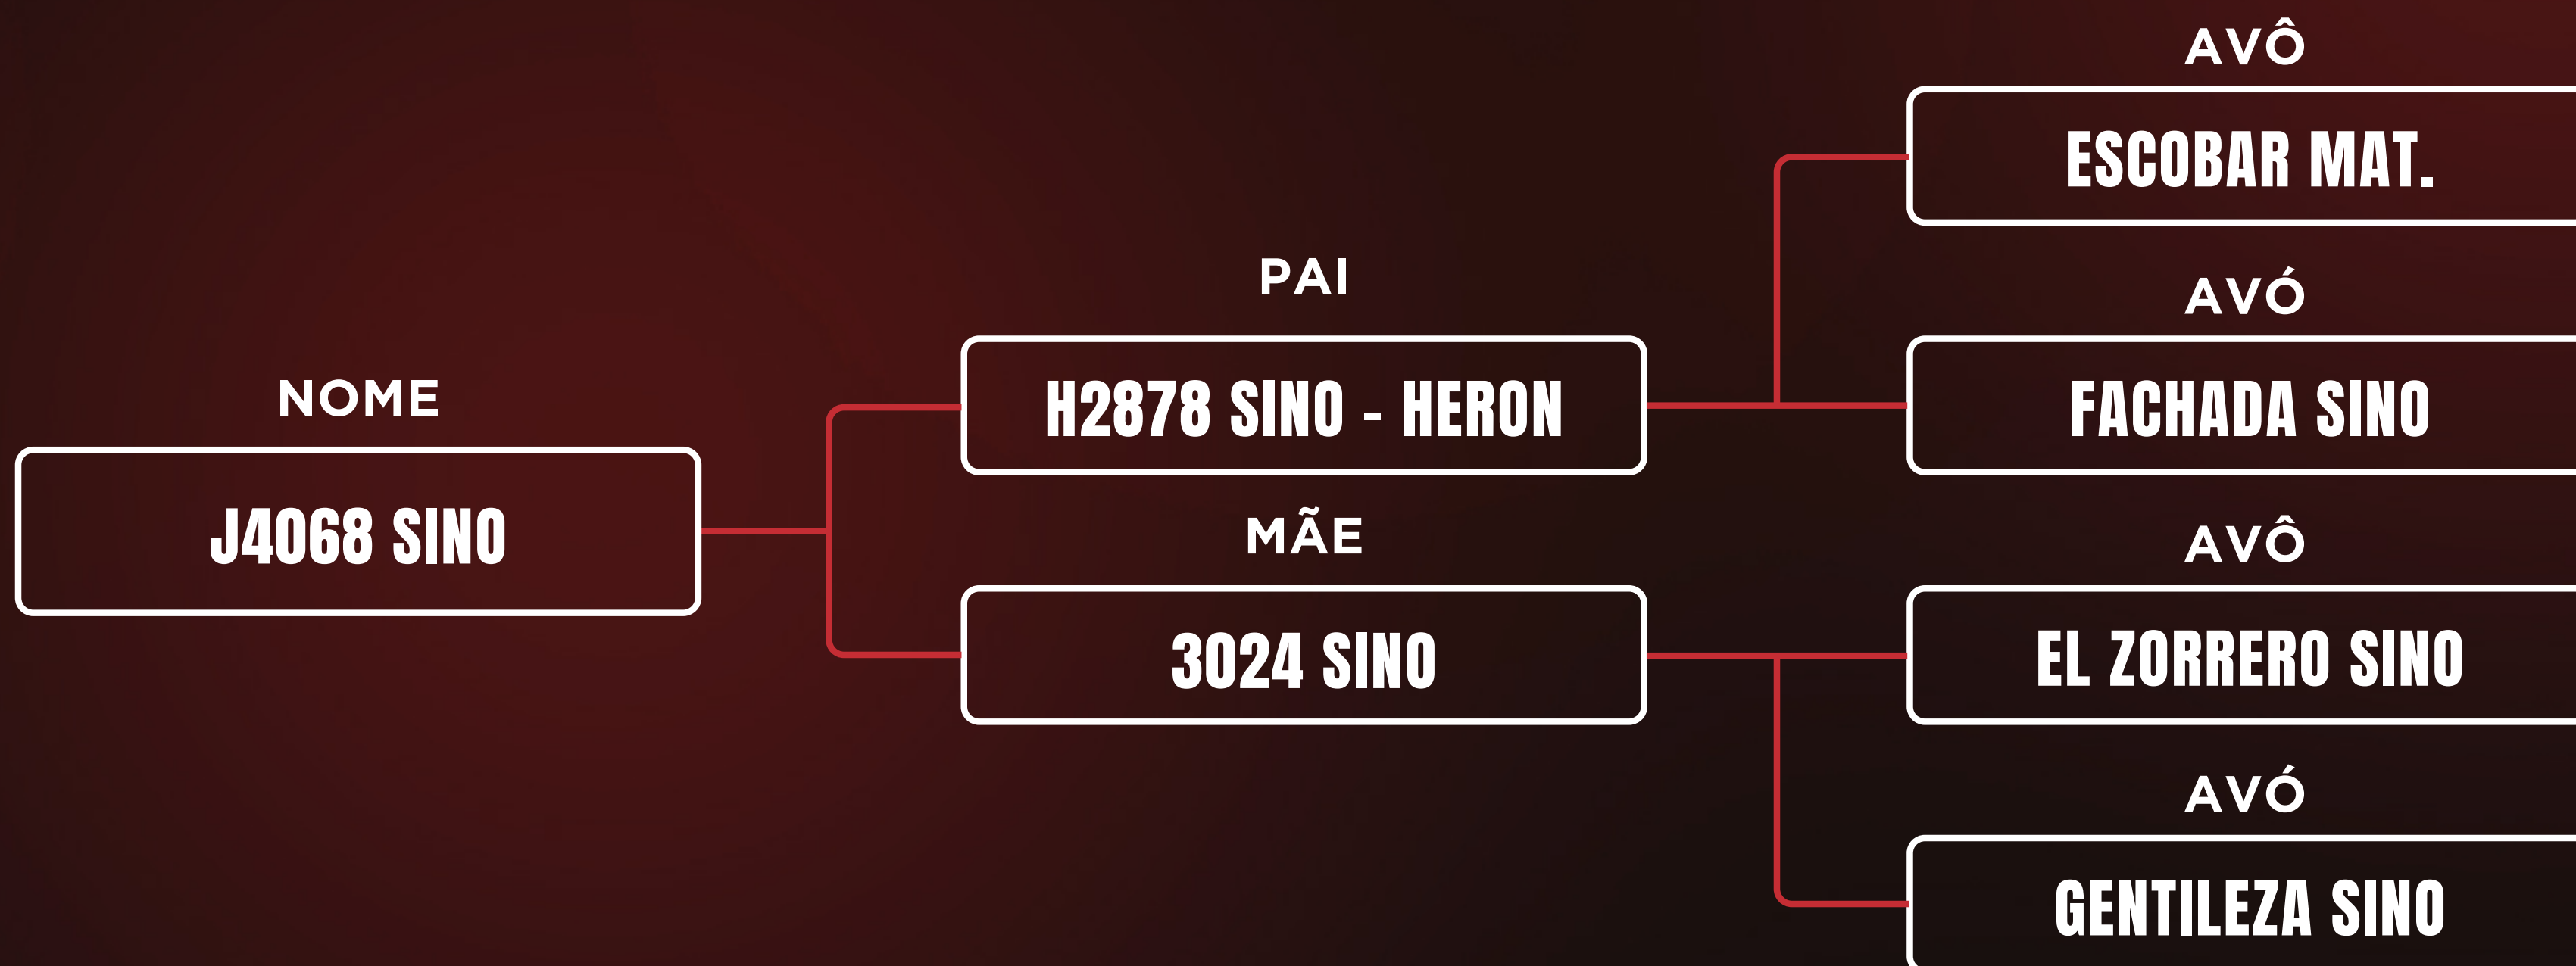 NOME
J4068 SINO
PAI
H2878 SINO - HERON
MÃE
3024 SINO
AVÔ
ESCOBAR MAT.
AVÓ
FACHADA SINO
AVÔ
EL ZORRERO SINO
AVÓ
GENTILEZA SINO